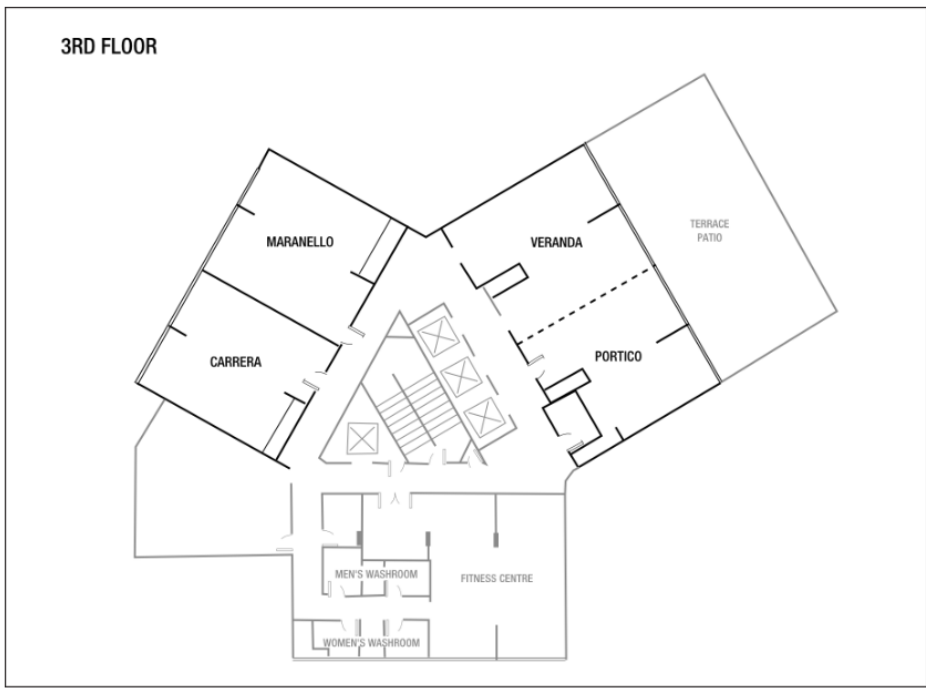 3RD FLOOR
MARANELLO
VERANDA
TERRACE
PATIO
CARRERA
PORTICO
MEN'S WASHROOM
FITNESS CENTRE
WOMEN'S WASHROOM